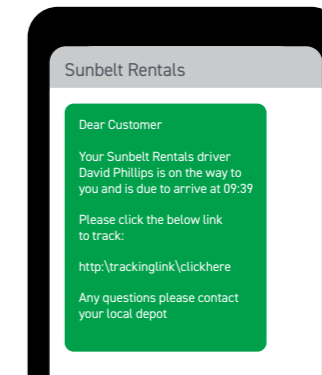 Sunbelt Rentals
Dear Customer
Your Sunbelt Rentals driver
David Phillips is on the way to
you and is due to arrive at 09:39
Please click the below link
to track:
http:\trackinglink\clickhere
Any questions please contact
your local depot